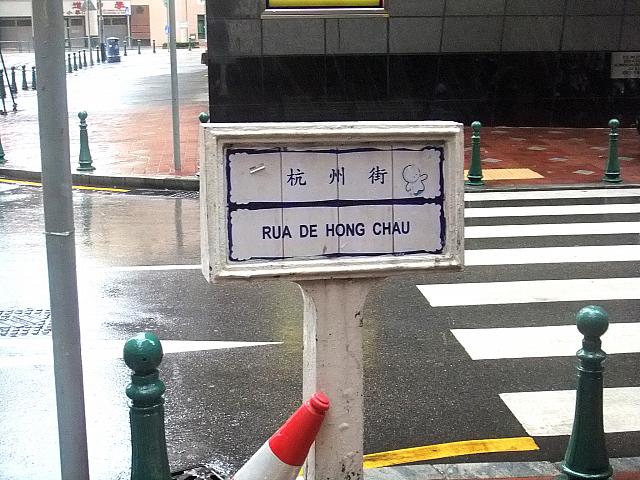 杭州街
RUA DE HONG CHAU